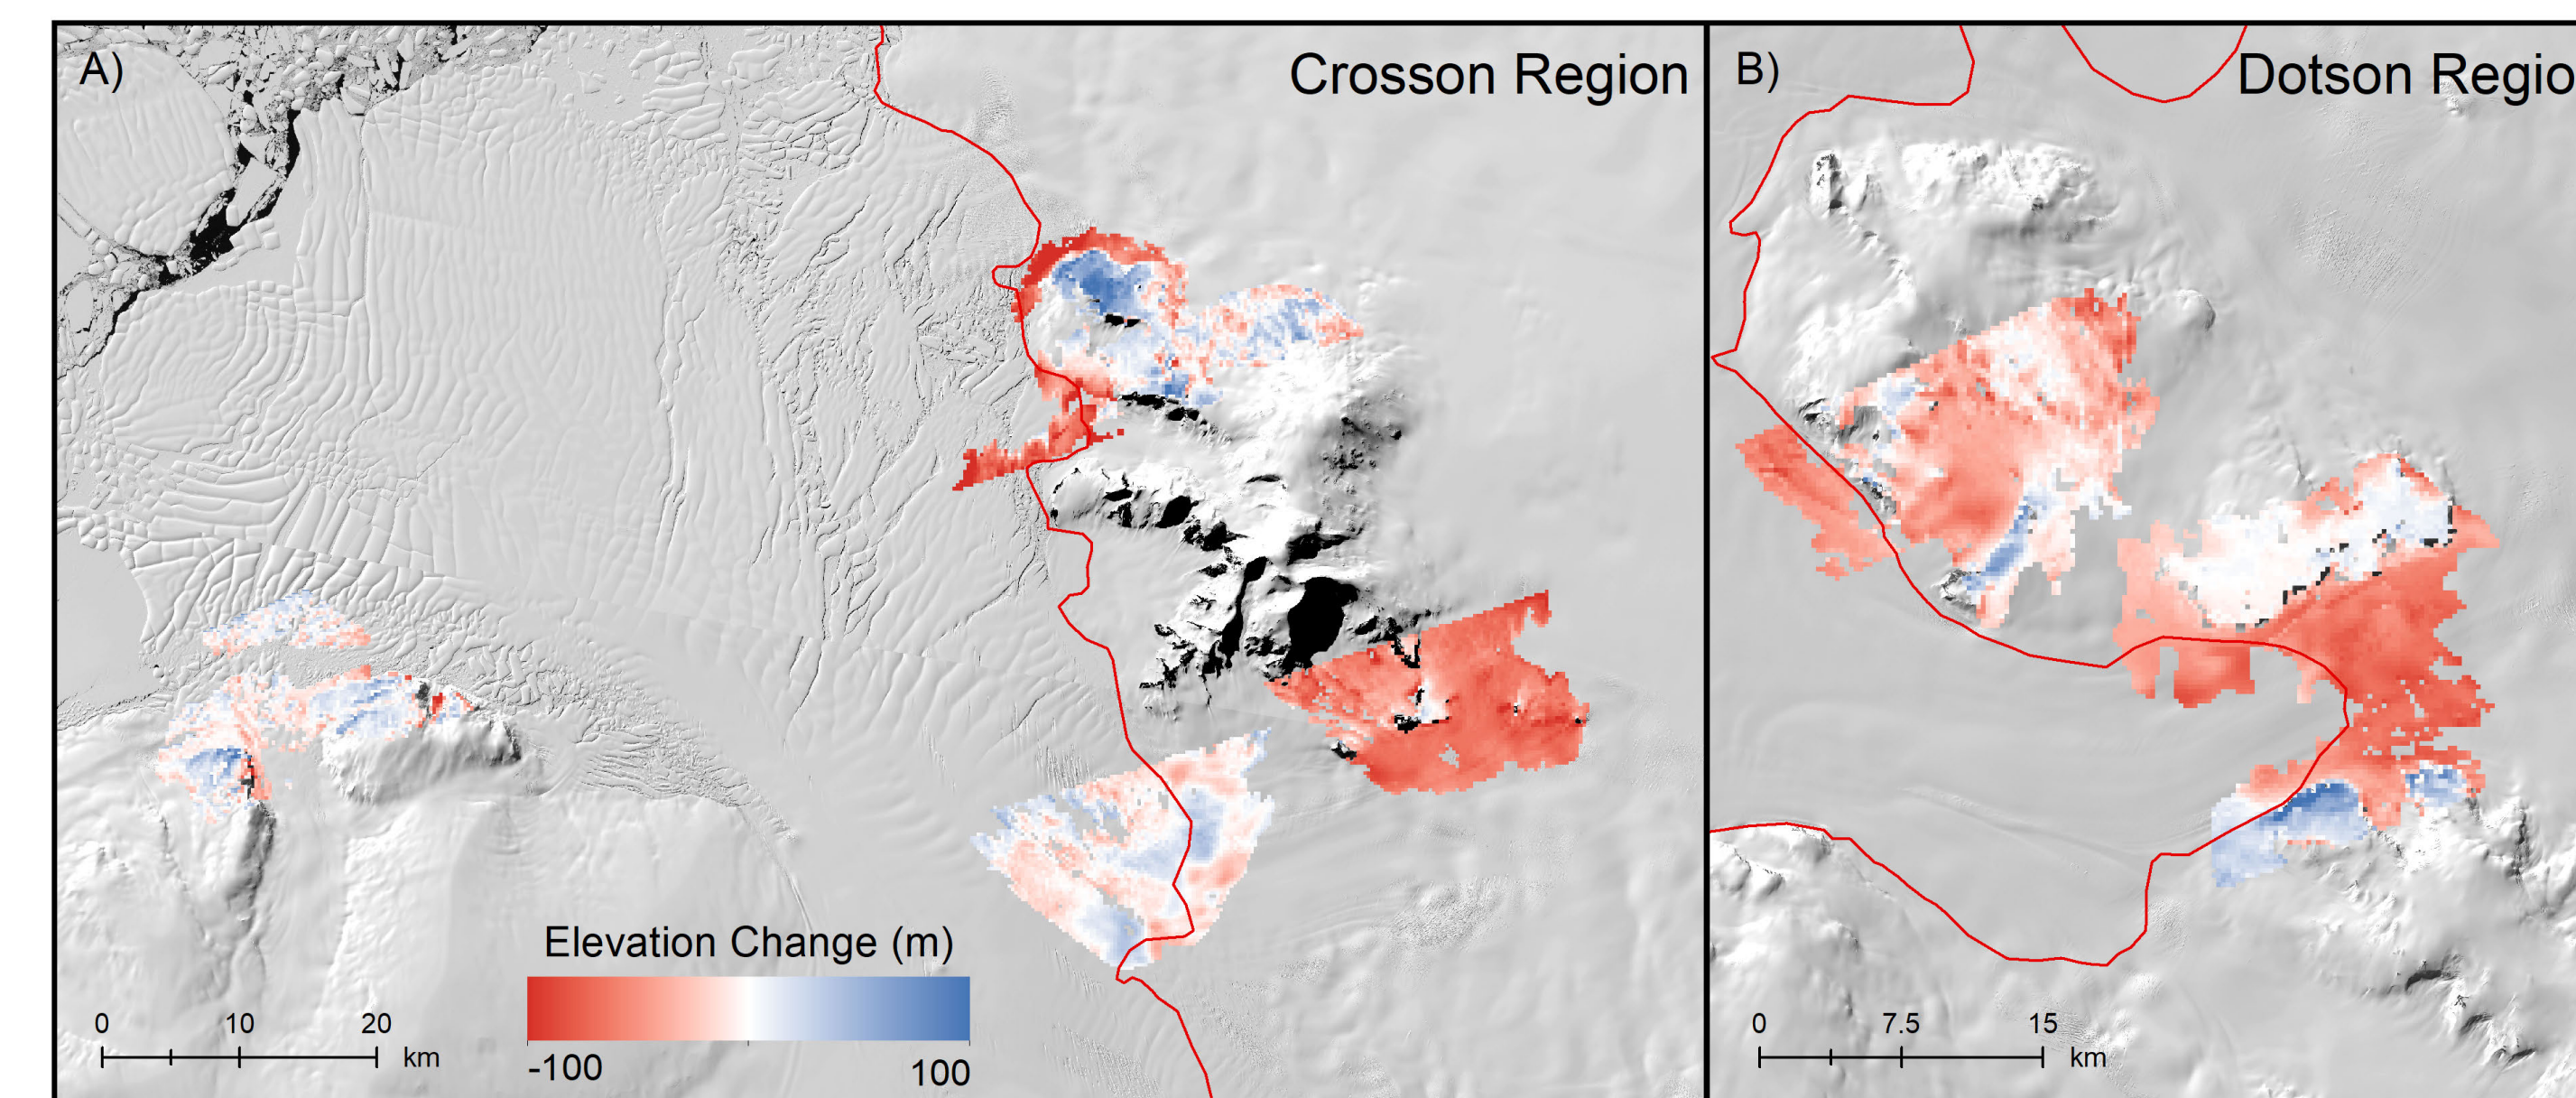 A)
Crosson Region
B)
Dotson Regio
Elevation Change (m)
-100
100
0
10
20
km
0
7.5
15
km